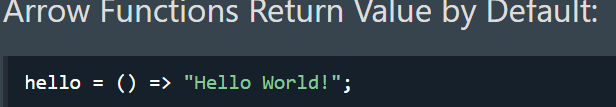 Arrow Functions Return Value by Default:
hello = () => "Hello World!";